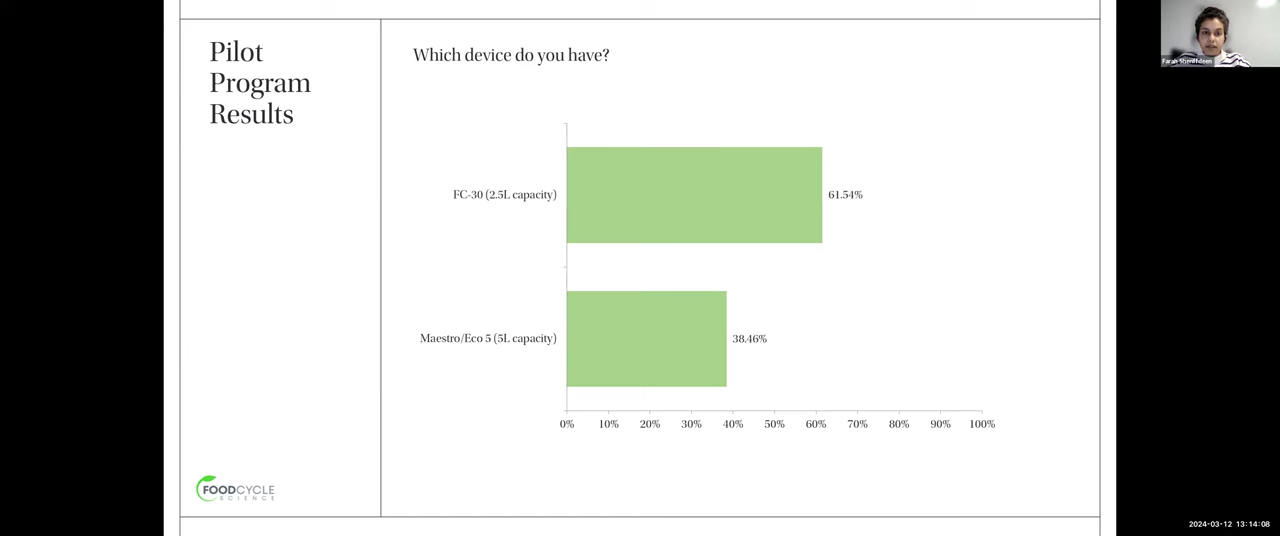 Pilot
Program
Results
Which device do you have?
FC-30 (2.5L capacity)
61.54%
Maestro/Eco 5 (5L capacity)
38.46%
0% 10% 20% 30% 40% 50% 60% 70% 80% 90% 100%
FOODCYCLE
SCIENCE
Farah Sheriffdeen
2024-03-12 13:14:08